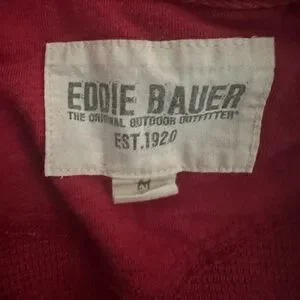 EDDIE BAUER
THE ORIGINAL OUTDOOR OUTFITTER®
EST.1920
M